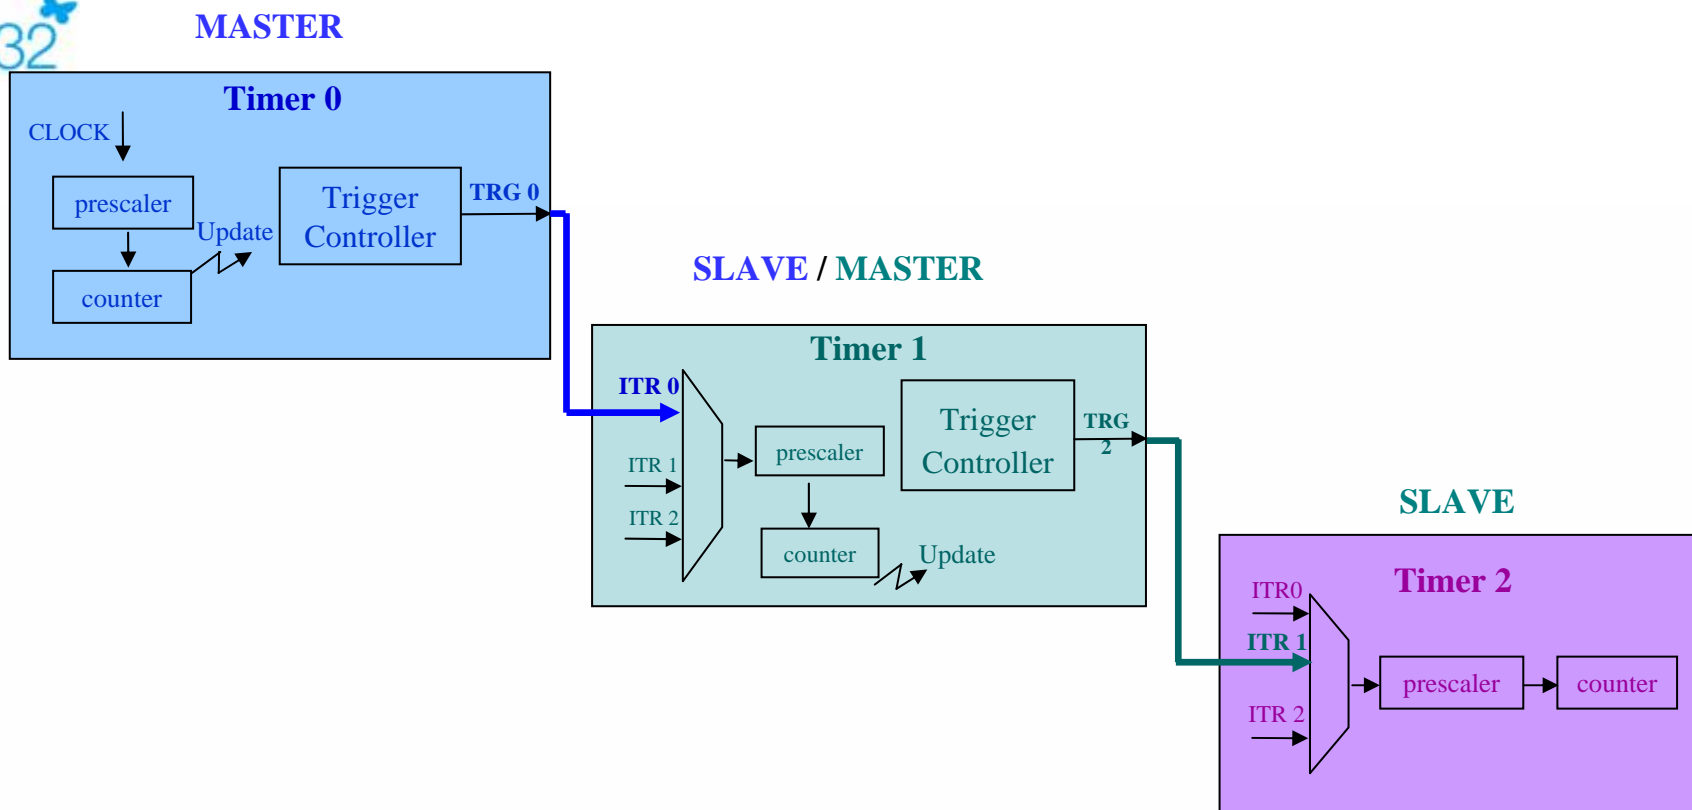 32
MASTER
Timer 0
CLOCK
prescaler
Update
counter
Trigger
Controller
TRG 0
SLAVE / MASTER
Timer 1
ITR 0
ITR 1
ITR 2
prescaler
counter
Update
Trigger
Controller
TRG
2
SLAVE
Timer 2
ITR0
ITR 1
ITR 2
prescaler
counter